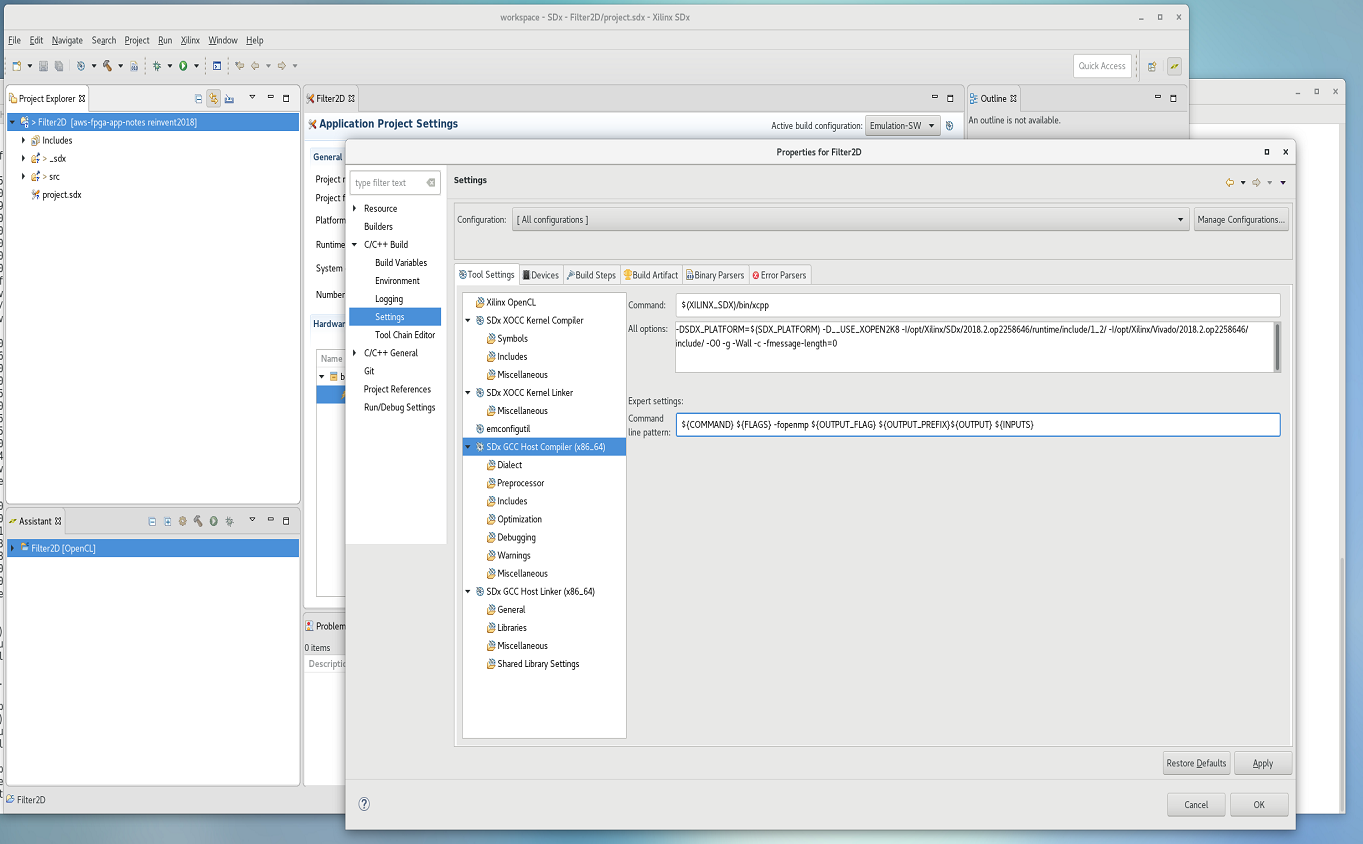 workspace - SDx - Filter2D/project.sdx - Xilinx SDx
File Edit Navigate Search Project Run Xilinx Window Help
Quick Access
Project Explorer
Filter2D
Outline
> Filter2D [aws-fpga-app-notes reinvent2018]
Includes
> _sdx
> src
project.sdx
Application Project Settings
Active build configuration: Emulation-SW
An outline is not available.
General
Project
Project
Platform
Runtime
System
Number
Hardwar
Name
b
Assistant
Filter2D [OpenCL]
Problem
0 items
Descriptic
Filter2D
Properties for Filter2D
type filter text
Resource
Builders
C/C++ Build
Build Variables
Environment
Logging
Settings
Tool Chain Editor
C/C++ General
Git
Project References
Run/Debug Settings
Settings
Configuration: [ All configurations ] Manage Configurations...
Tool Settings Devices Build Steps Build Artifact Binary Parsers Error Parsers
Xilinx OpenCL
SDx XOCC Kernel Compiler
Symbols
Includes
Miscellaneous
SDx XOCC Kernel Linker
Miscellaneous
emconfigutil
SDx GCC Host Compiler (x86_64)
Dialect
Preprocessor
Includes
Optimization
Debugging
Warnings
Miscellaneous
SDx GCC Host Linker (x86_64)
General
Libraries
Miscellaneous
Shared Library Settings
Command: ${XILINX_SDX}/bin/xcpp
All options: -DSDX_PLATFORM=${SDX_PLATFORM} -D__USE_XOPEN2K8 -I/opt/Xilinx/SDx/2018.2.op2258646/runtime/include/1_2/ -I/opt/Xilinx/Vivado/2018.2.op2258646/
include/ -O0 -g -Wall -c -fmessage-length=0
Expert settings:
Command
line pattern: ${COMMAND} ${FLAGS} -fopenmp ${OUTPUT_FLAG} ${OUTPUT_PREFIX}${OUTPUT} ${INPUTS}
Restore Defaults Apply
Cancel OK